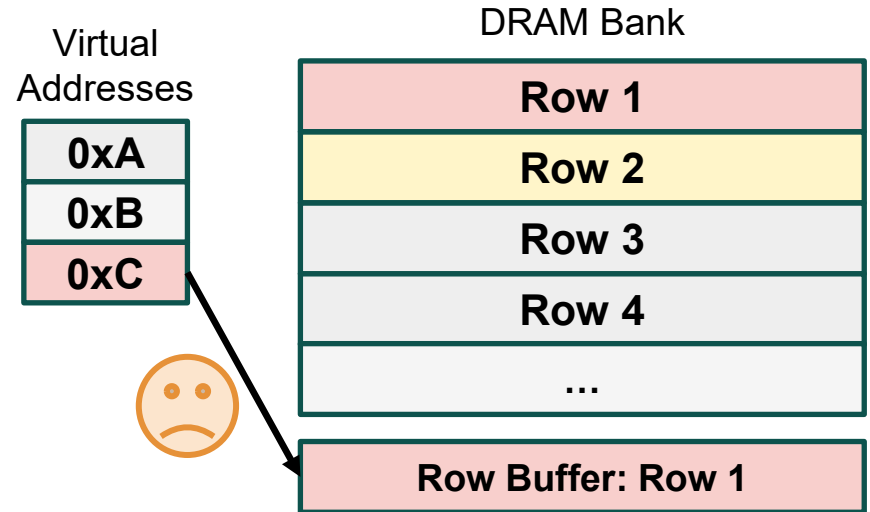 Virtual
Addresses
0xA
0xB
0xC
DRAM Bank
Row 1
Row 2
Row 3
Row 4
...
Row Buffer: Row 1